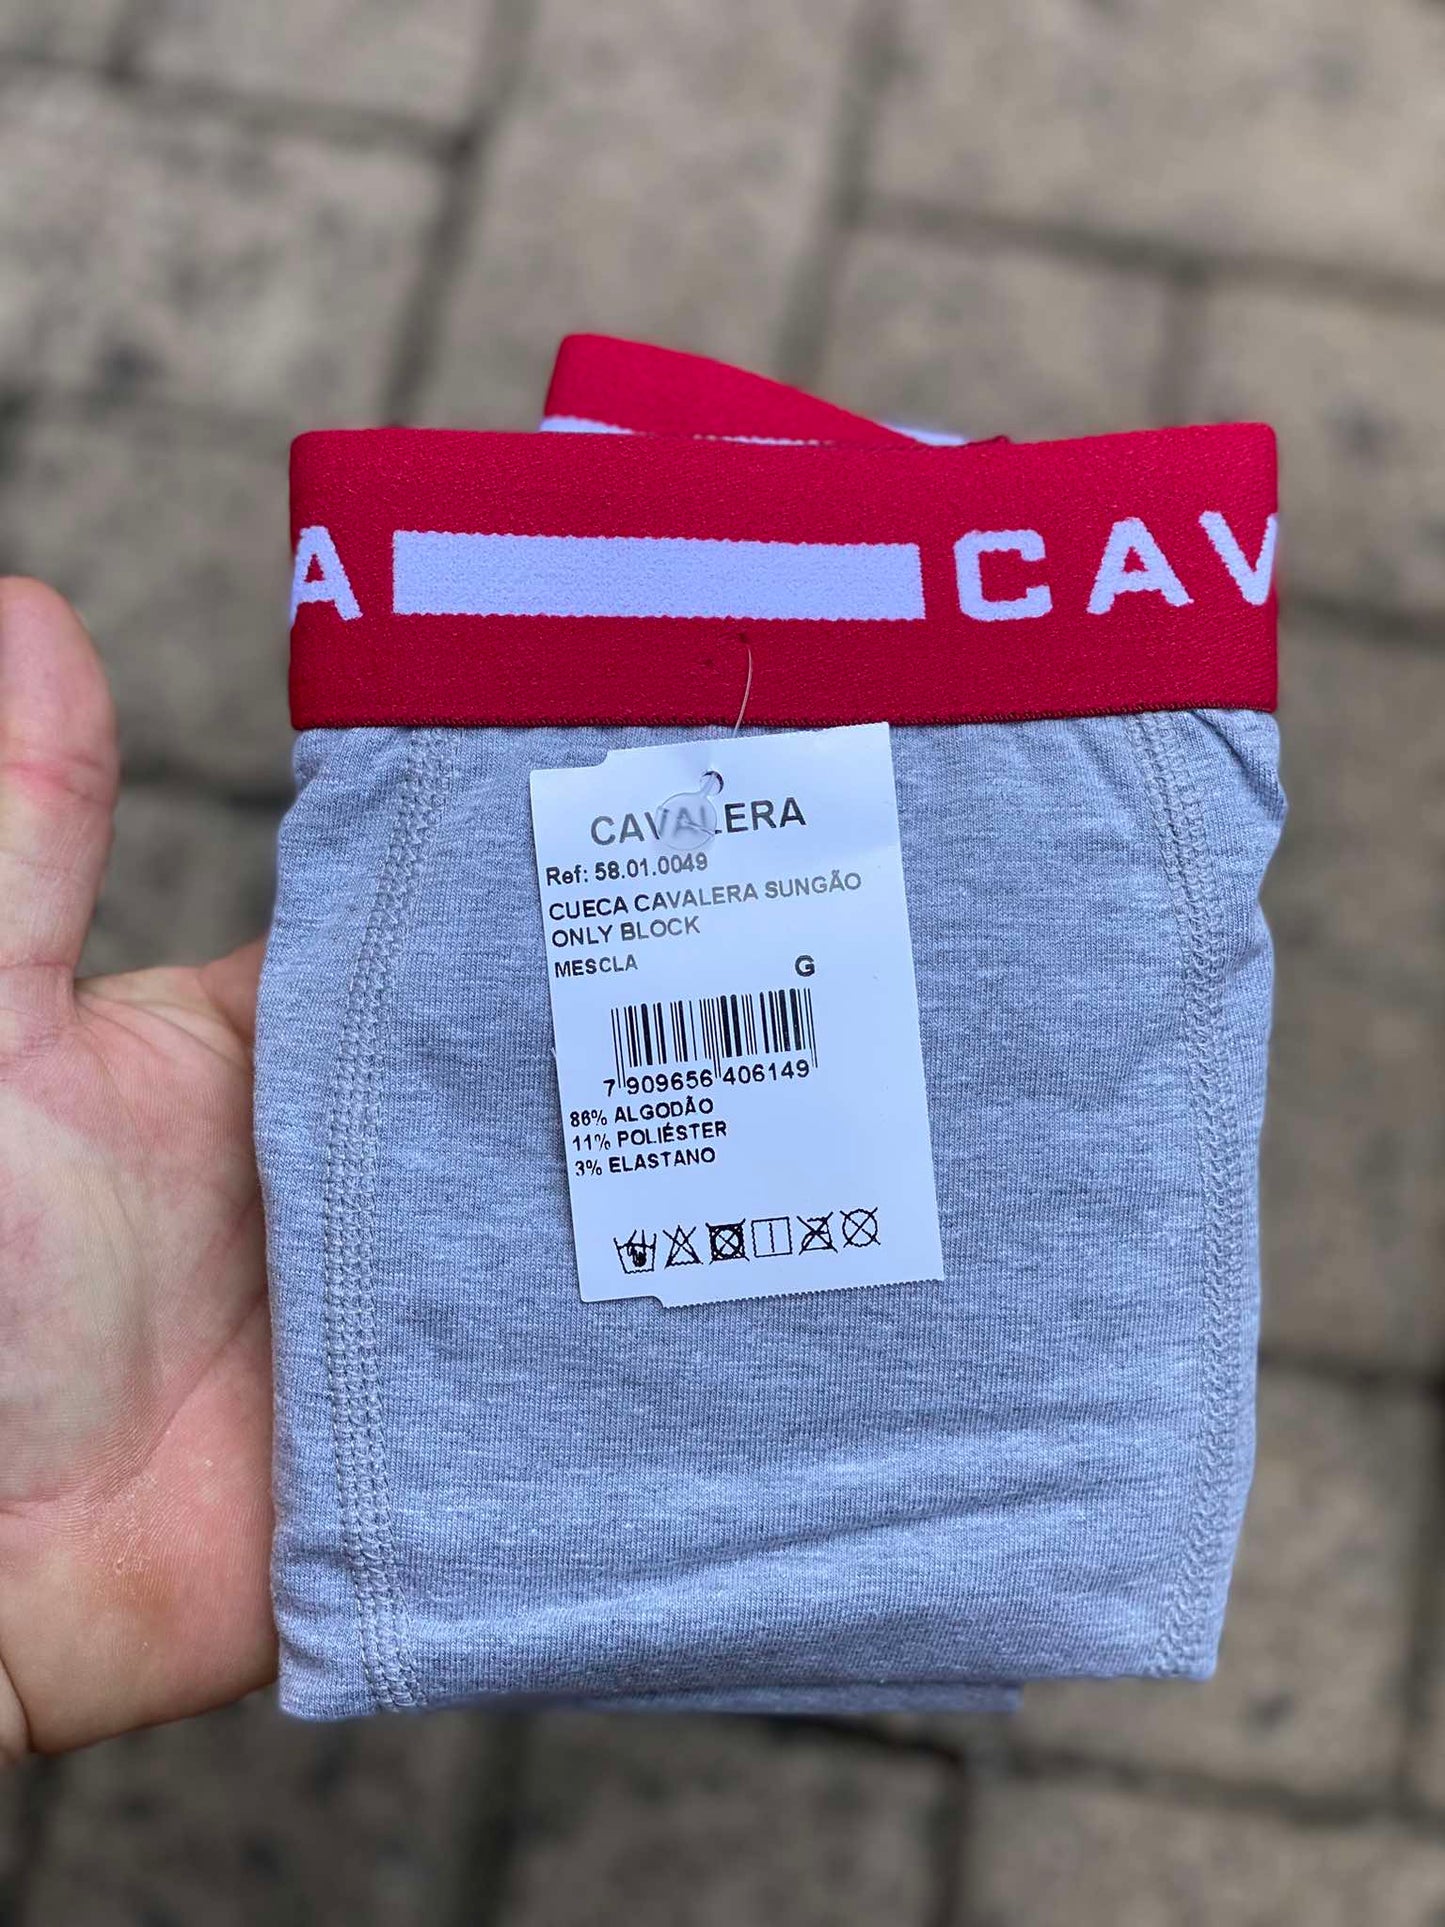 A CAV
CAVALERA
Ref: 58.01.0049
CUECA CAVALERA SUNGÃO
ONLY BLOCK
MESCLA G
7 909656 406149
86% ALGODÃO
11% POLIÉSTER
3% ELASTANO